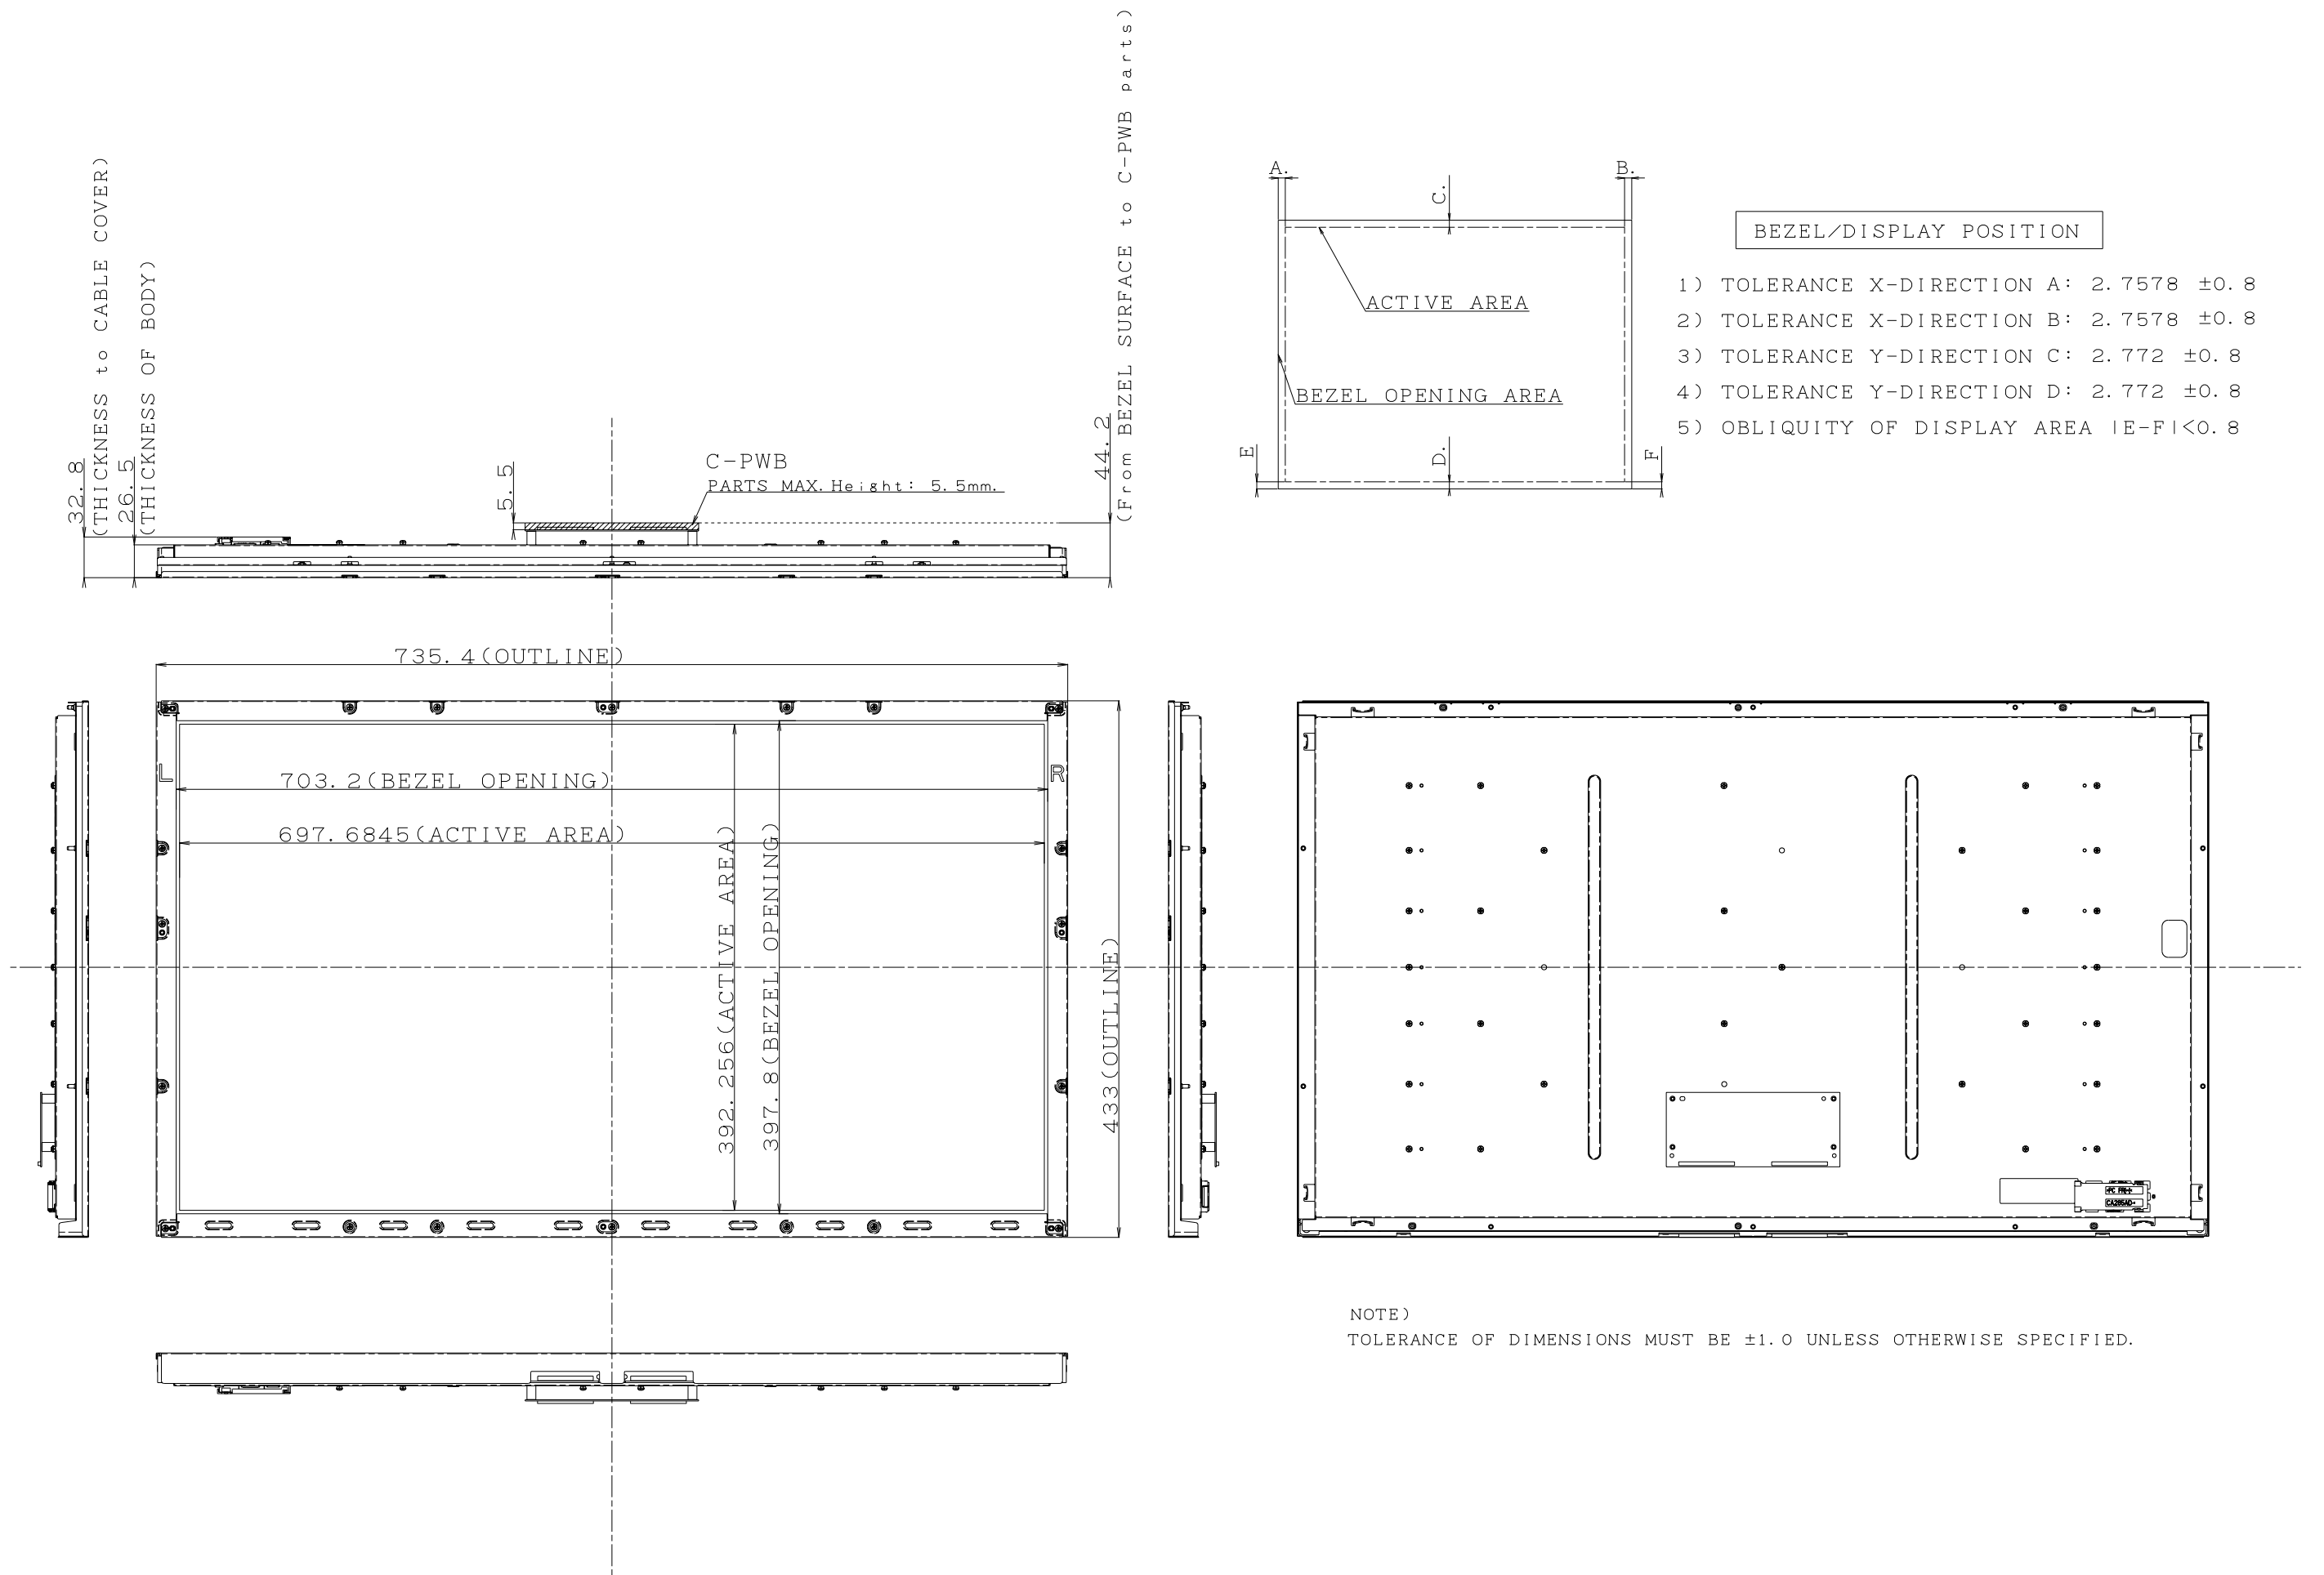 32.8
(THICKNESS to CABLE COVER)
26.5
(THICKNESS OF BODY)
5.5
C-PWB
PARTS MAX.Height: 5.5mm.
44.2
(From BEZEL SURFACE to C-PWB parts)
A.
B.
C.
ACTIVE AREA
BEZEL OPENING AREA
E
D.
F
BEZEL/DISPLAY POSITION
1) TOLERANCE X-DIRECTION A: 2.7578 ±0.8
2) TOLERANCE X-DIRECTION B: 2.7578 ±0.8
3) TOLERANCE Y-DIRECTION C: 2.772 ±0.8
4) TOLERANCE Y-DIRECTION D: 2.772 ±0.8
5) OBLIQUITY OF DISPLAY AREA |E-F|<0.8
735.4(OUTLINE)
L
R
703.2(BEZEL OPENING)
697.6845(ACTIVE AREA)
392.256(ACTIVE AREA)
397.8(BEZEL OPENING)
433(OUTLINE)
NOTE)
TOLERANCE OF DIMENSIONS MUST BE ±1.0 UNLESS OTHERWISE SPECIFIED.